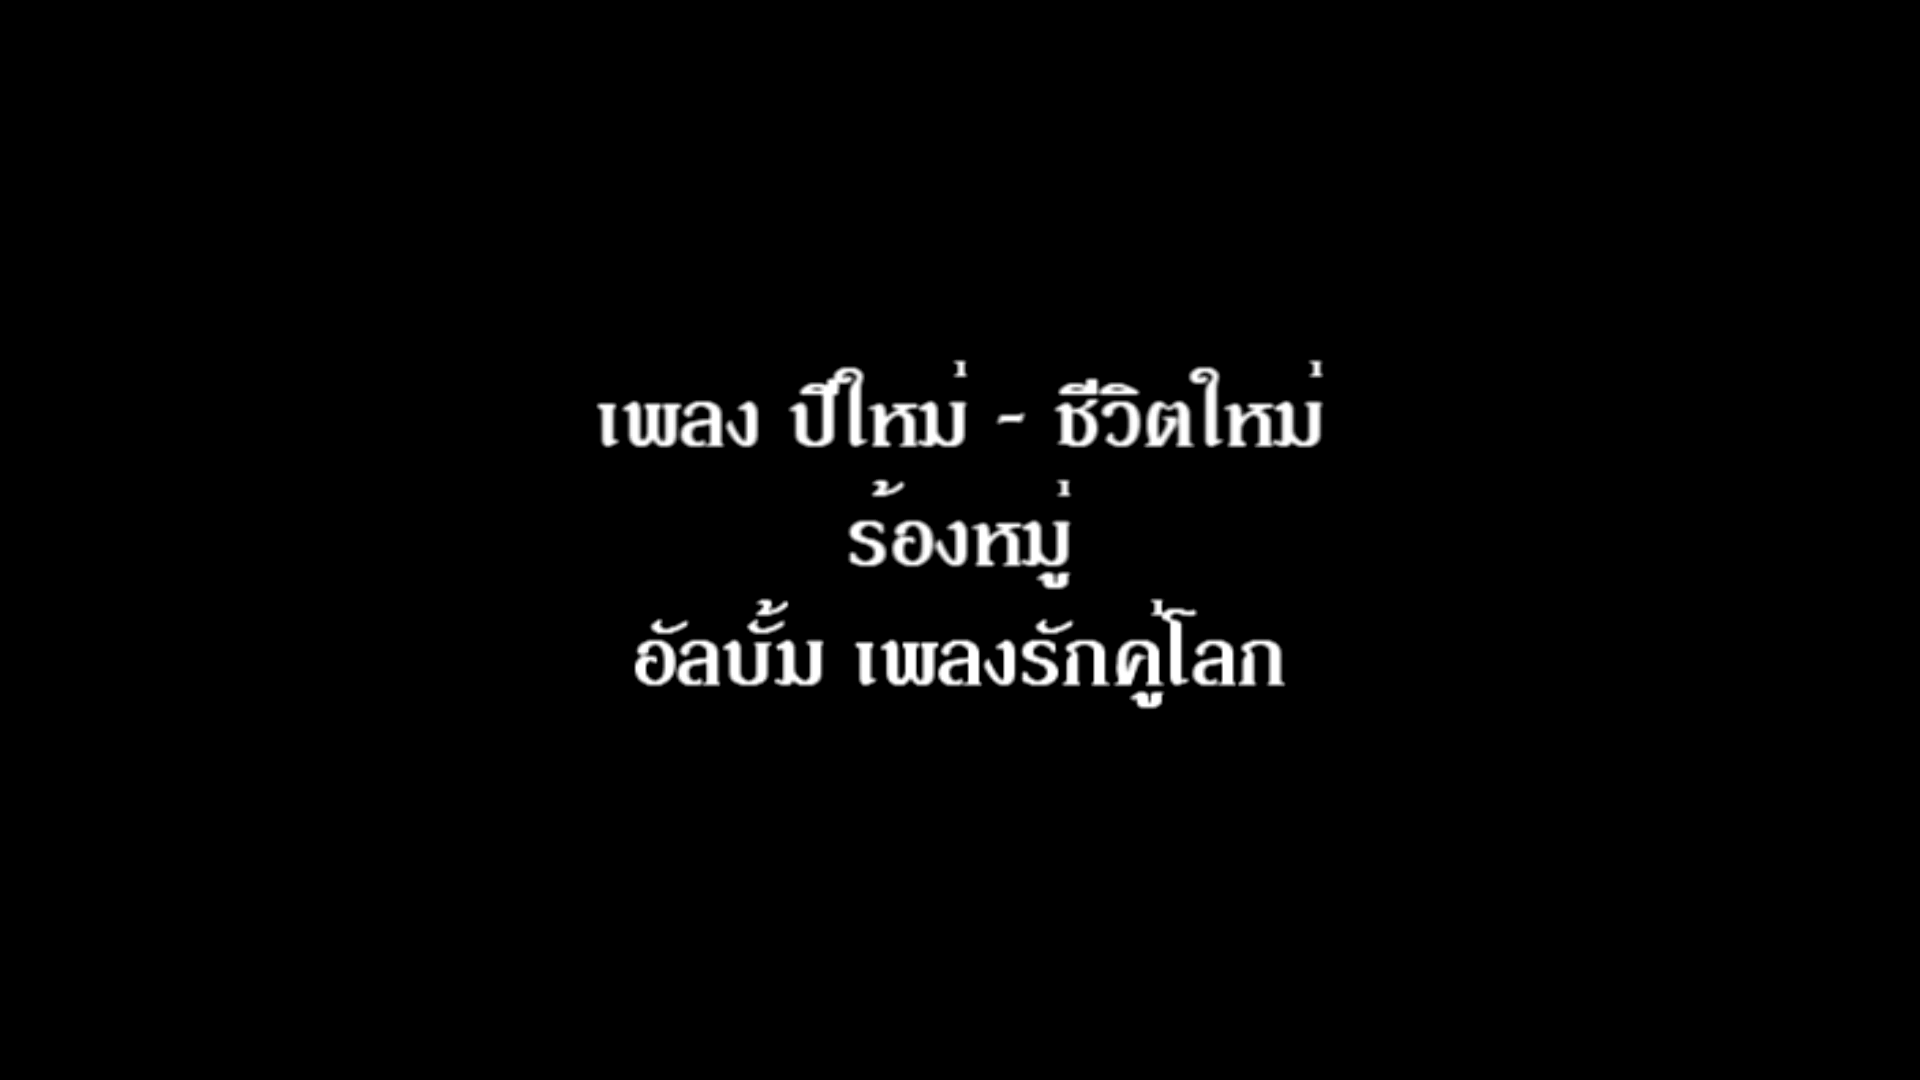 เพลง ปีใหม่ - ชีวิตใหม่
ร้องหมู่
อัลบั้ม เพลงรักคู่โลก